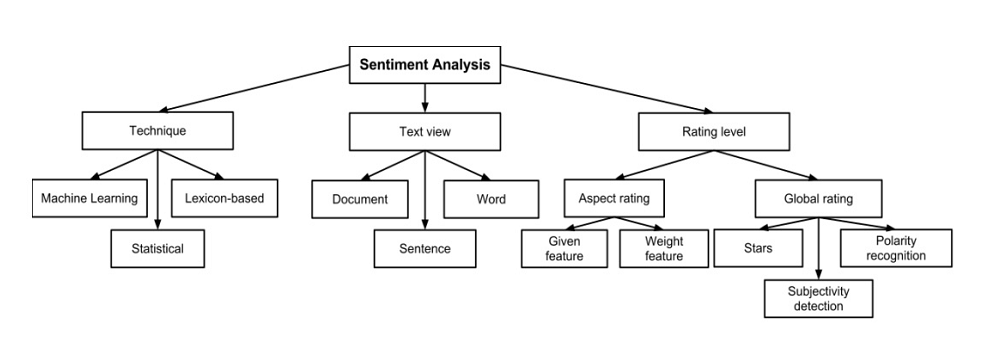 Sentiment Analysis
Technique
Text view
Rating level
Machine Learning
Lexicon-based
Document
Word
Aspect rating
Global rating
Statistical
Sentence
Given
feature
Weight
feature
Stars
Polarity
recognition
Subjectivity
detection